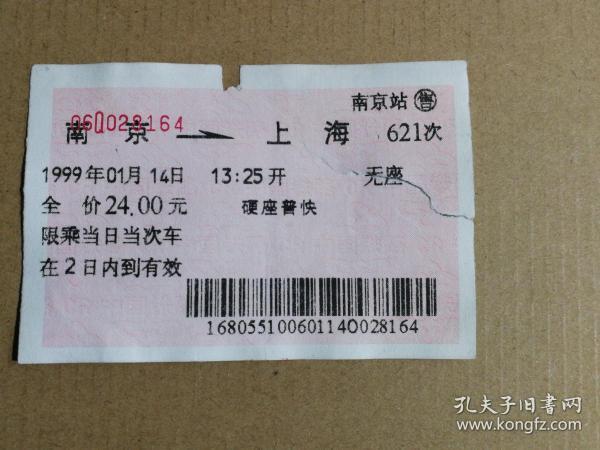 南京站 售
06Q028164
南 京 → 上 海 621次
1999年01月14日 13:25开 无座
全 价24.00元 硬座普快
限乘当日当次车
在2日内到有效
168055100601140028164
孔夫子旧书网
www.kongfz.com